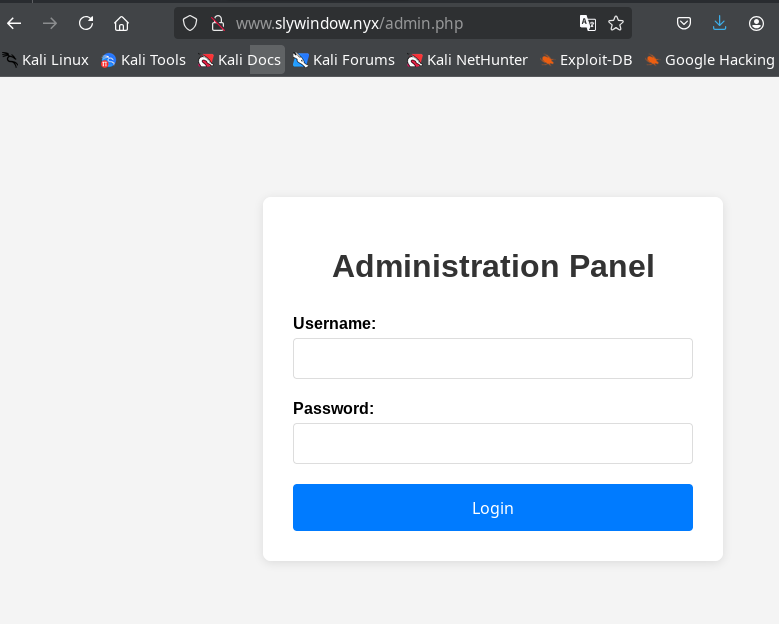 www.slywindow.nyx/admin.php
Kali Linux Kali Tools Kali Docs Kali Forums Kali NetHunter Exploit-DB Google Hacking
Administration Panel
Username:
Password:
Login